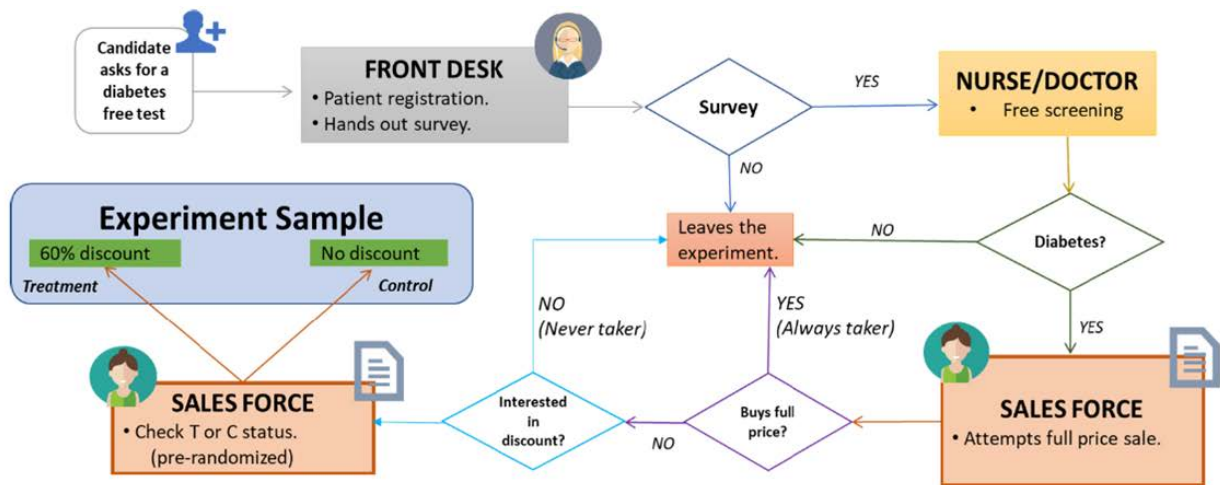 Candidate
asks for a
diabetes
free test
FRONT DESK
• Patient registration.
• Hands out survey.
Survey
YES
NURSE/DOCTOR
• Free screening
NO
Experiment Sample
60% discount
No discount
Treatment
Control
Leaves the
experiment.
NO
Diabetes?
NO
(Never taker)
YES
(Always taker)
YES
SALES FORCE
• Check T or C status.
(pre-randomized)
Interested
in
discount?
NO
Buys full
price?
SALES FORCE
• Attempts full price sale.